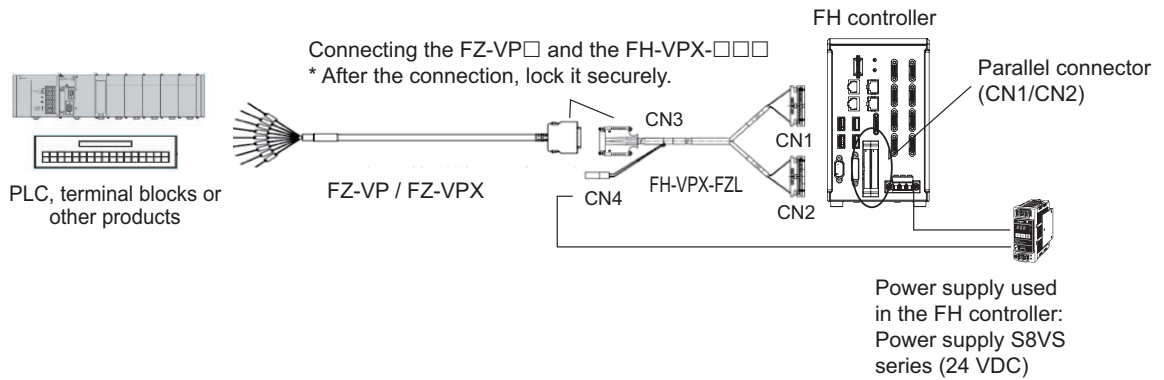 FH controller
Connecting the FZ-VP□ and the FH-VPX-□□□
* After the connection, lock it securely.
Parallel connector
(CN1/CN2)
CN3
CN1
FZ-VP / FZ-VPX
CN4
FH-VPX-FZL
CN2
PLC, terminal blocks or
other products
Power supply used
in the FH controller:
Power supply S8VS
series (24 VDC)